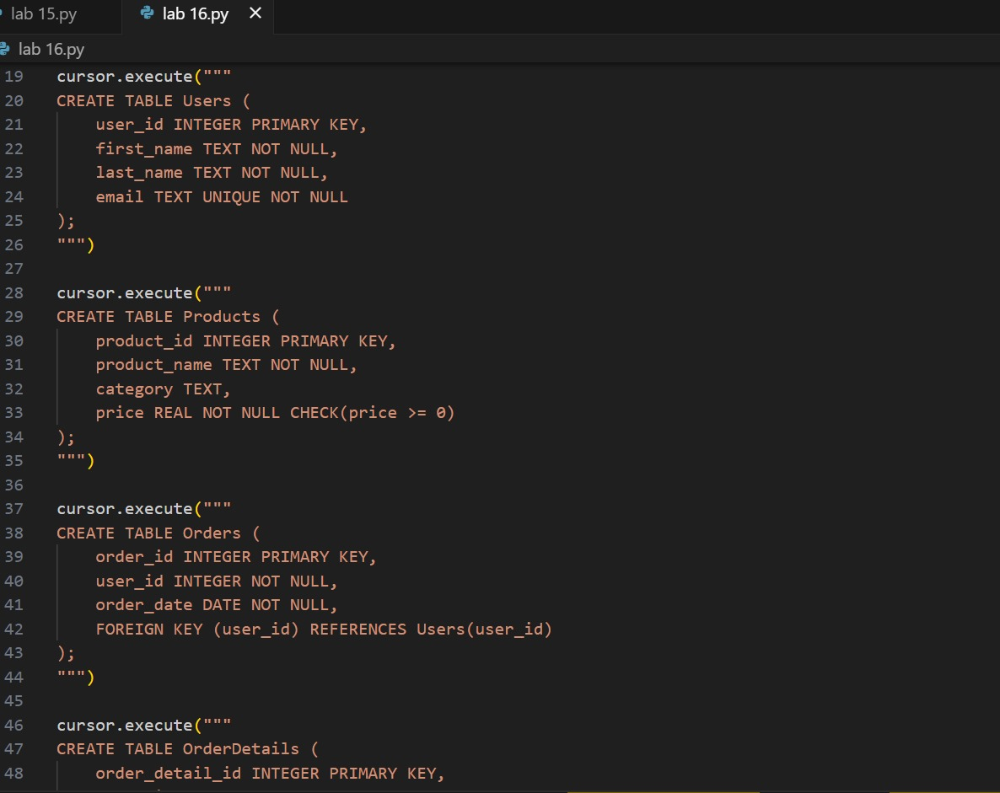 lab 15.py
lab 16.py
lab 16.py
19 cursor.execute("""
20 CREATE TABLE Users (
21     user_id INTEGER PRIMARY KEY,
22     first_name TEXT NOT NULL,
23     last_name TEXT NOT NULL,
24     email TEXT UNIQUE NOT NULL
25 );
26 """)
27
28 cursor.execute("""
29 CREATE TABLE Products (
30     product_id INTEGER PRIMARY KEY,
31     product_name TEXT NOT NULL,
32     category TEXT,
33     price REAL NOT NULL CHECK(price >= 0)
34 );
35 """)
36
37 cursor.execute("""
38 CREATE TABLE Orders (
39     order_id INTEGER PRIMARY KEY,
40     user_id INTEGER NOT NULL,
41     order_date DATE NOT NULL,
42     FOREIGN KEY (user_id) REFERENCES Users(user_id)
43 );
44 """)
45
46 cursor.execute("""
47 CREATE TABLE OrderDetails (
48     order_detail_id INTEGER PRIMARY KEY,